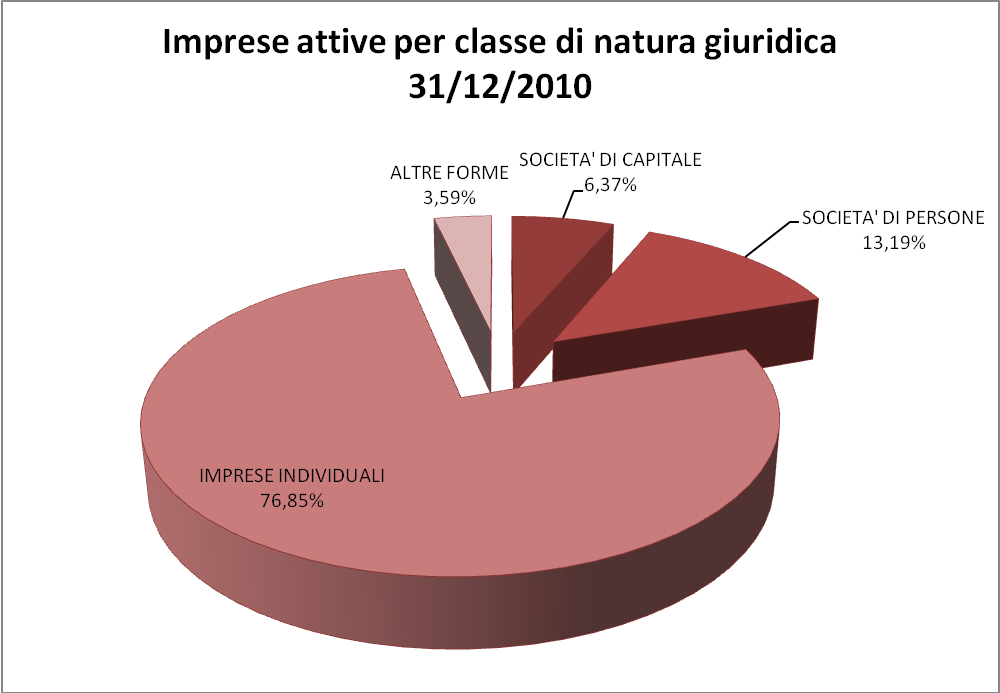 Imprese attive per classe di natura giuridica
31/12/2010
ALTRE FORME
3,59%
SOCIETA' DI CAPITALE
6,37%
SOCIETA' DI PERSONE
13,19%
IMPRESE INDIVIDUALI
76,85%